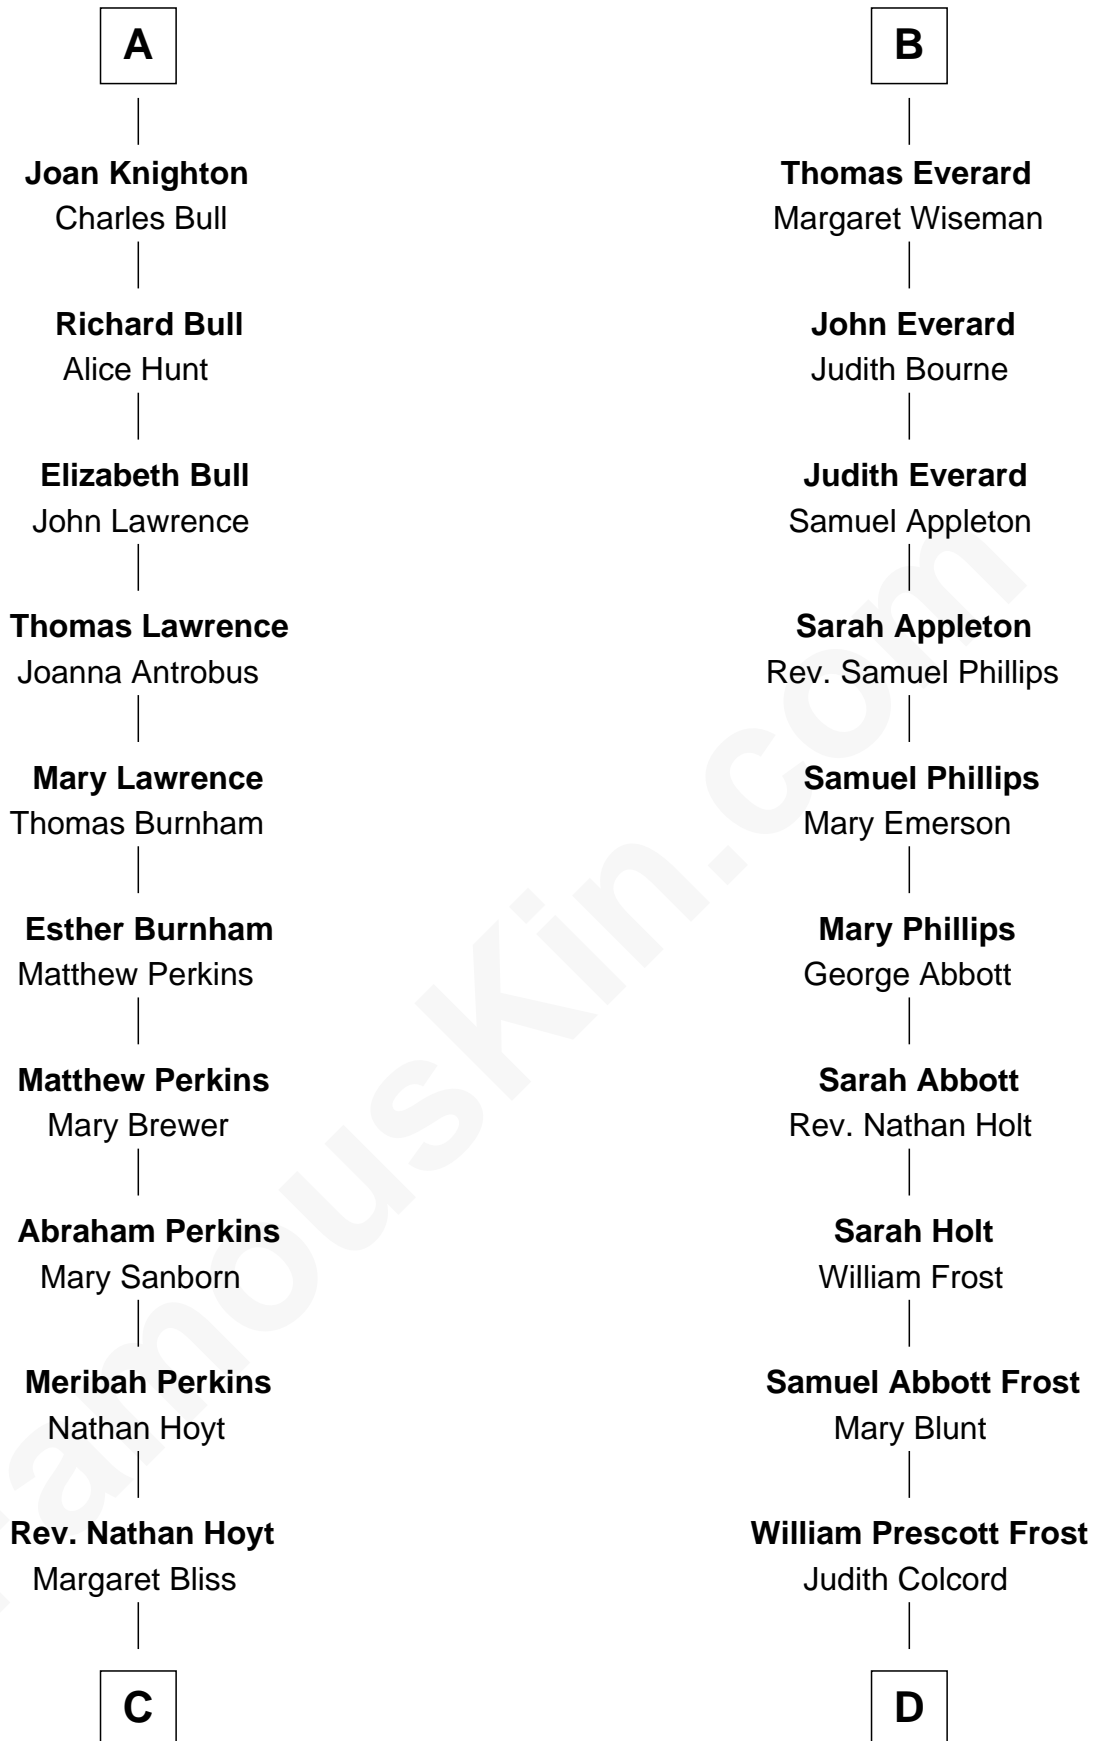 A
Joan Knighton
Charles Bull
Richard Bull
Alice Hunt
Elizabeth Bull
John Lawrence
Thomas Lawrence
Joanna Antrobus
Mary Lawrence
Thomas Burnham
Esther Burnham
Matthew Perkins
Matthew Perkins
Mary Brewer
Abraham Perkins
Mary Sanborn
Meribah Perkins
Nathan Hoyt
Rev. Nathan Hoyt
Margaret Bliss
C
B
Thomas Everard
Margaret Wiseman
John Everard
Judith Bourne
Judith Everard
Samuel Appleton
Sarah Appleton
Rev. Samuel Phillips
Samuel Phillips
Mary Emerson
Mary Phillips
George Abbott
Sarah Abbott
Rev. Nathan Holt
Sarah Holt
William Frost
Samuel Abbott Frost
Mary Blunt
William Prescott Frost
Judith Colcord
D
FamousKin.com